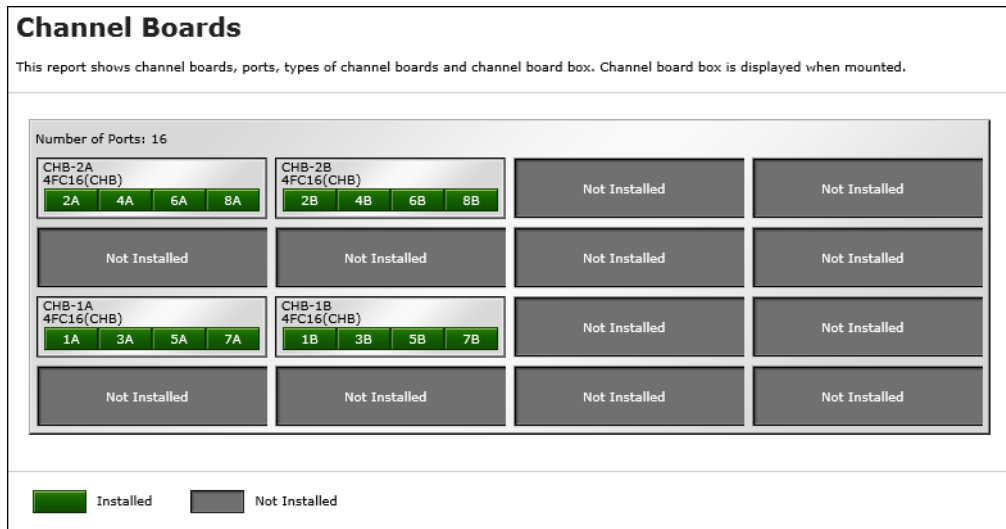 Channel Boards
This report shows channel boards, ports, types of channel boards and channel board box. Channel board box is displayed when mounted.
Number of Ports: 16
CHB-2A
4FC16(CHB)
2A 4A 6A 8A
CHB-2B
4FC16(CHB)
2B 4B 6B 8B
Not Installed
Not Installed
Not Installed
Not Installed
Not Installed
Not Installed
CHB-1A
4FC16(CHB)
1A 3A 5A 7A
CHB-1B
4FC16(CHB)
1B 3B 5B 7B
Not Installed
Not Installed
Not Installed
Not Installed
Not Installed
Not Installed
Installed
Not Installed